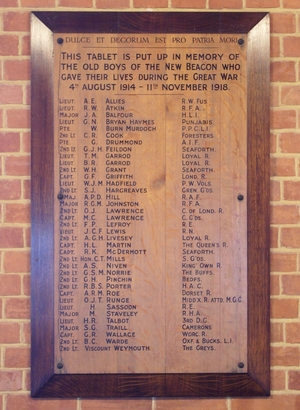 DULCE ET DECORUM EST PRO PATRIA MORI
THIS TABLET IS PUT UP IN MEMORY OF
THE OLD BOYS OF THE NEW BEACON WHO
GAVE THEIR LIVES DURING THE GREAT WAR
4TH AUGUST 1914 – 11TH NOVEMBER 1918.
LIEUT A. E. ALLIES R.W. FUS
LIEUT R.W. ATKIN R.F.A.
MAJOR J.A. BALFOUR H.L.I.
LIEUT G.N. BRYAN HAYMES PUNJABIS
PTE W. BURN MURDOCH P.P.C.L.I.
2ND LT C.R. COOK FORESTERS
PTE G. DRUMMOND A.I.F.
2ND LT G.J.H. FEILDON SEAFORTH
LIEUT T.M. GARROD LOYAL R.
LIEUT B.R. GARROD LOYAL R.
2ND LT W.H. GRANT SEAFORTH
CAPT. G.F. GRIFFITH LONG. R.
LIEUT W.J.M. HADFIELD P.W. VOLS
2ND LT S.J. HARGREAVES GREN G'DS
MAJ A.P.D. HILL R.A.F.
MAJOR R.G.M. JOHNSTON R.F.A.
2ND LT O.J. LAWRENCE C. OF LOND. R.
CAPT. M.C. LAWRENCE C. G'DS.
2ND LT F.P. LEFROY R.E.
LIEUT J.C.F. LEWIS R.N.
2ND LT A.G.H. LIVESEY LOYAL R.
CAPT. H.L. MARTIN THE QUEEN'S R.
CAPT. R.K. McDERMOTT SEAFORTH
2ND LT HON. C.T. MILLS S. G'DS.
2ND LT A.S. NIVEN KING'S OWN R.
2ND LT G.S.M. NORRIE THE BUFFS.
2ND LT G.H. PINCHIN BEDFS.
2ND LT R.B.S. PORTER H.A.C.
CAPT. A.R.M. ROE DORSET R.
LIEUT O.J.T. RUNGE MIDD'X R. ATTD. M.G.C.
LIEUT H. SASSOON R.E.
MAJOR M. STAVELEY R.H.A.
LIEUT H.R. TALBOT 3RD D.G.
MAJOR S.G. TRAILL CAMERONS
CAPT. G.R. WALLACE WORC. R.
2ND LT B.C. WARDE OXF & BUCKS. L.I.
2ND LT VISCOUNT WEYMOUTH THE GREYS.